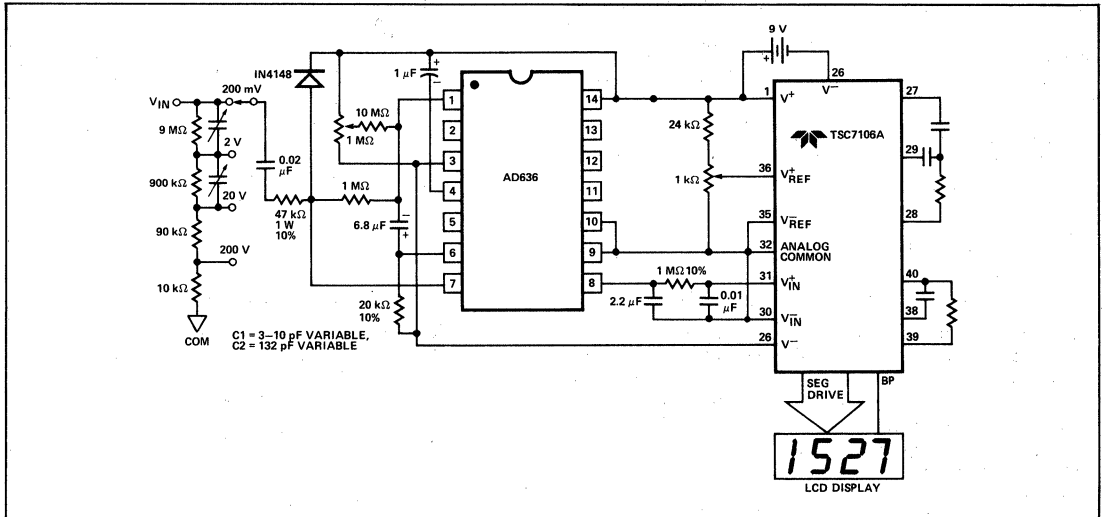 9 V
+
26
V−
IN4148
1 µF
+
−
VIN
200 mV
9 MΩ
2 V
900 kΩ
20 V
90 kΩ
200 V
10 kΩ
COM
C1 = 3–10 pF VARIABLE,
C2 = 132 pF VARIABLE
0.02
µF
47 kΩ
1 W
10%
10 MΩ
1 MΩ
1 MΩ
6.8 µF
−
+
20 kΩ
10%
AD636
1
2
3
4
5
6
7
14
13
12
11
10
9
8
24 kΩ
1 kΩ
1 MΩ 10%
2.2 µF
0.01
µF
TSC7106A
1
V+
36
V+REF
35
V−REF
32
ANALOG
COMMON
31
V+IN
30
V−IN
26
V−
27
29
28
40
38
39
SEG
DRIVE
BP
1527
LCD DISPLAY